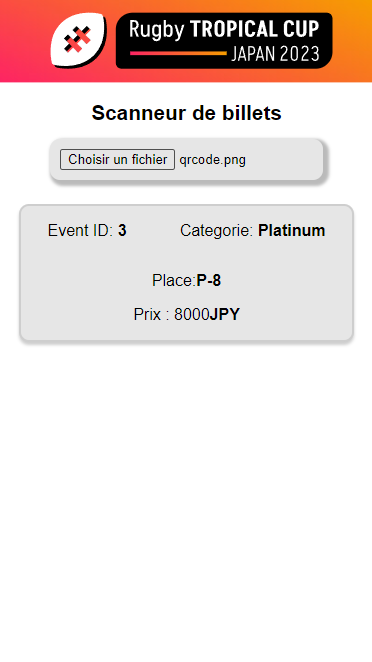 Rugby TROPICAL CUP
JAPAN 2023
Scanneur de billets
Choisir un fichier qrcode.png
Event ID: 3 Categorie: Platinum
Place:P-8
Prix : 8000JPY